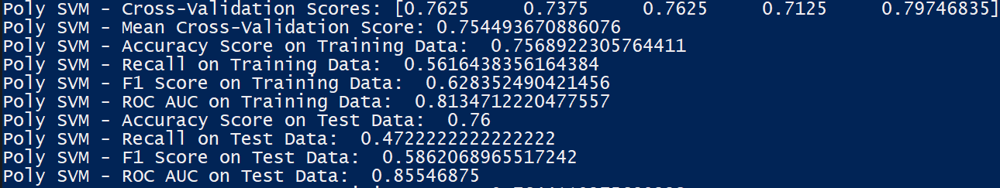 Poly SVM - Cross-Validation Scores: [0.7625     0.7375     0.7625     0.7125     0.79746835]
Poly SVM - Mean Cross-Validation Score: 0.754493670886076
Poly SVM - Accuracy Score on Training Data:  0.7568922305764411
Poly SVM - Recall on Training Data:  0.5616438356164384
Poly SVM - F1 Score on Training Data:  0.628352490421456
Poly SVM - ROC AUC on Training Data:  0.8134712220477557
Poly SVM - Accuracy Score on Test Data:  0.76
Poly SVM - Recall on Test Data:  0.4722222222222222
Poly SVM - F1 Score on Test Data:  0.5862068965517242
Poly SVM - ROC AUC on Test Data:  0.85546875